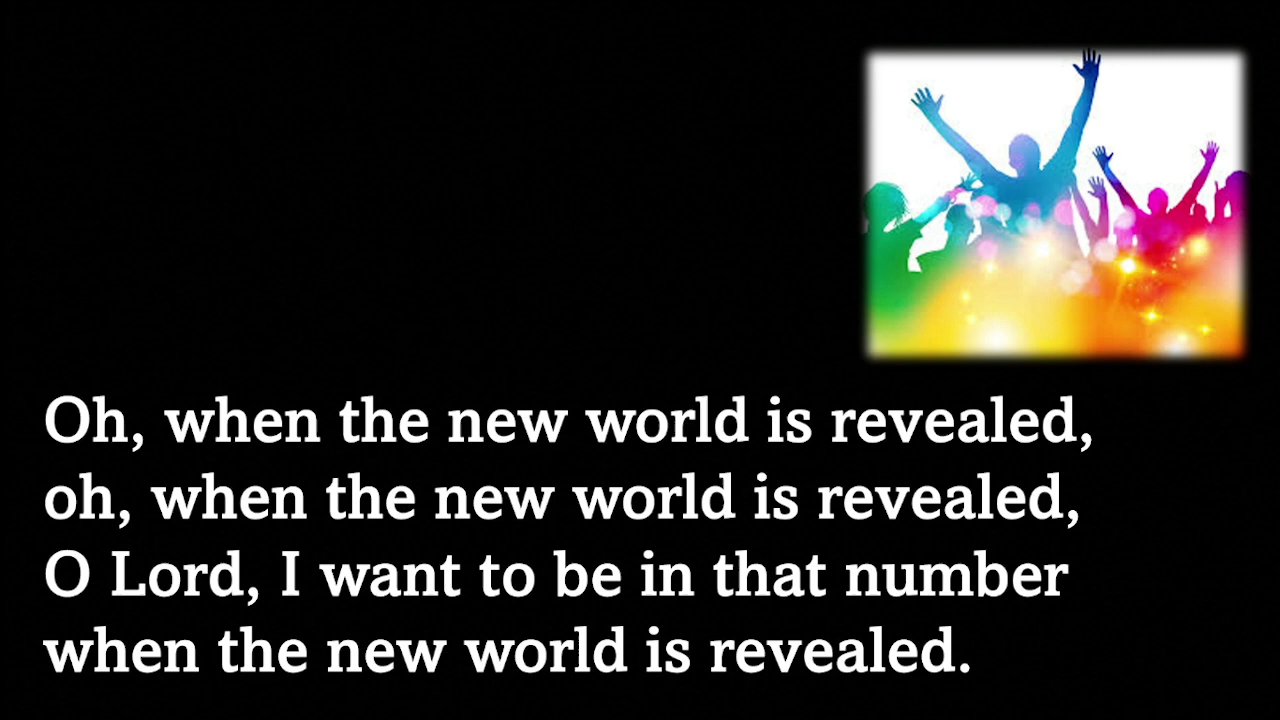 Oh, when the new world is revealed,
oh, when the new world is revealed,
O Lord, I want to be in that number
when the new world is revealed.